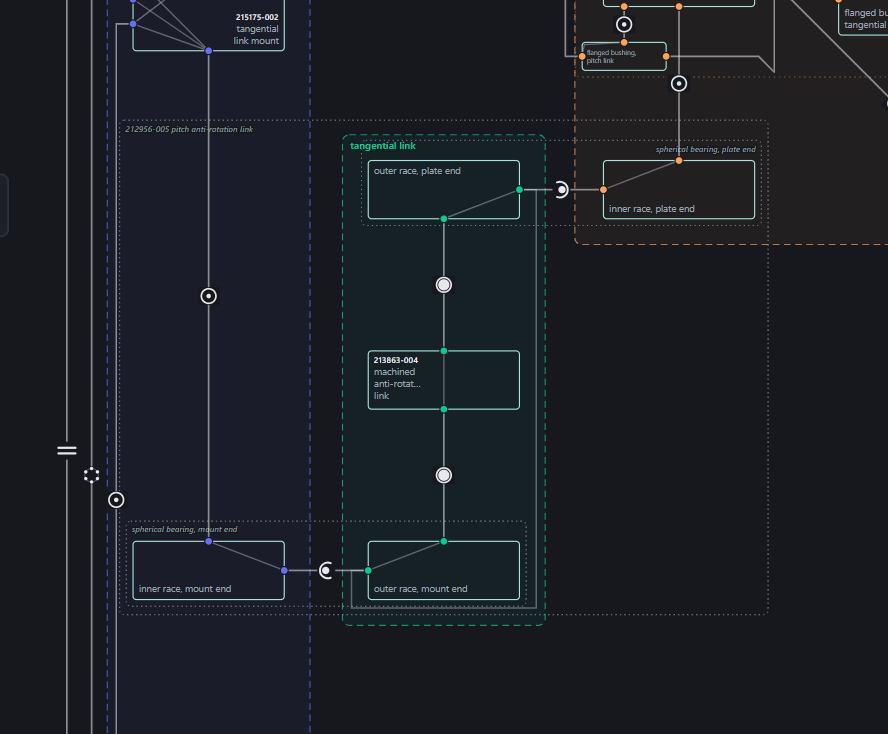 215175-002
tangential
link mount
flanged bu
tangential
flanged bushing,
pitch link
212956-005 pitch anti-rotation link
tangential link
spherical bearing, plate end
outer race, plate end
inner race, plate end
213863-004
machined
anti-rotat...
link
spherical bearing, mount end
inner race, mount end
outer race, mount end